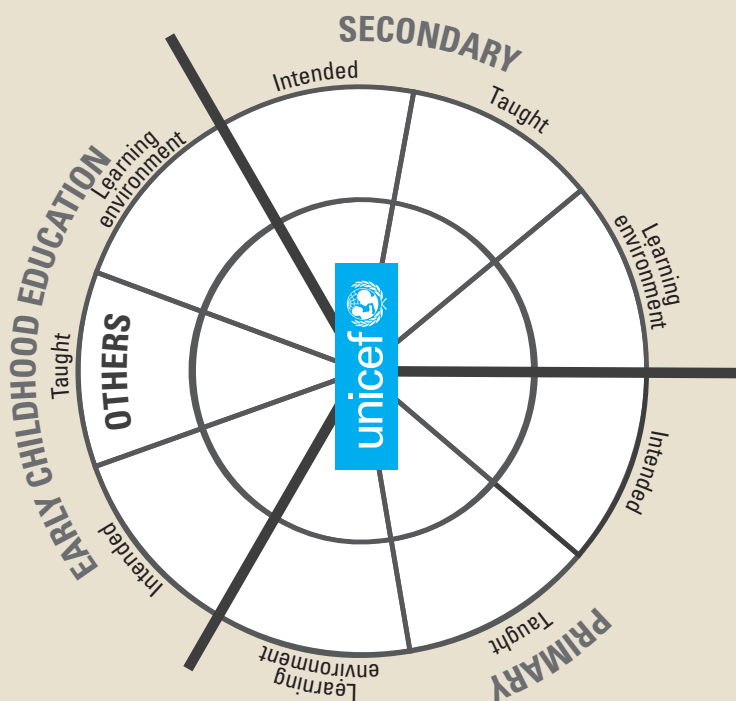 SECONDARY
Intended
Taught
Learning
environment
EARLY CHILDHOOD EDUCATION
Learning
environment
Taught
Intended
OTHERS
unicef
PRIMARY
Intended
Taught
Learning
environment